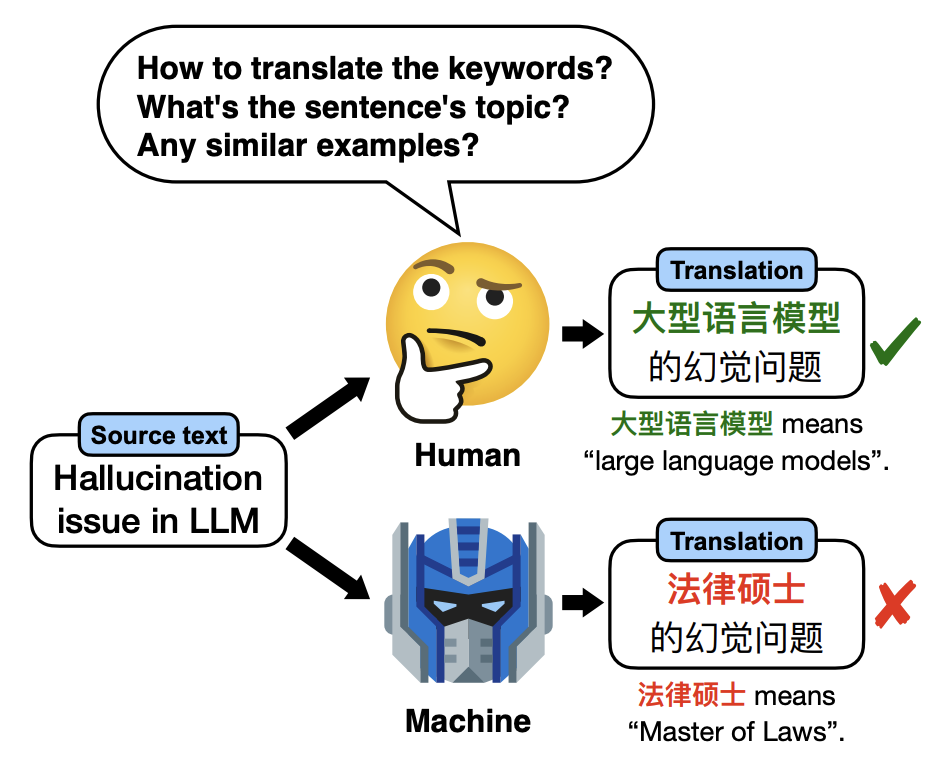 How to translate the keywords?
What's the sentence's topic?
Any similar examples?
Translation
大型语言模型
的幻觉问题
大型语言模型 means
“large language models”.
Human
Source text
Hallucination
issue in LLM
Translation
法律硕士
的幻觉问题
法律硕士 means
“Master of Laws”.
Machine